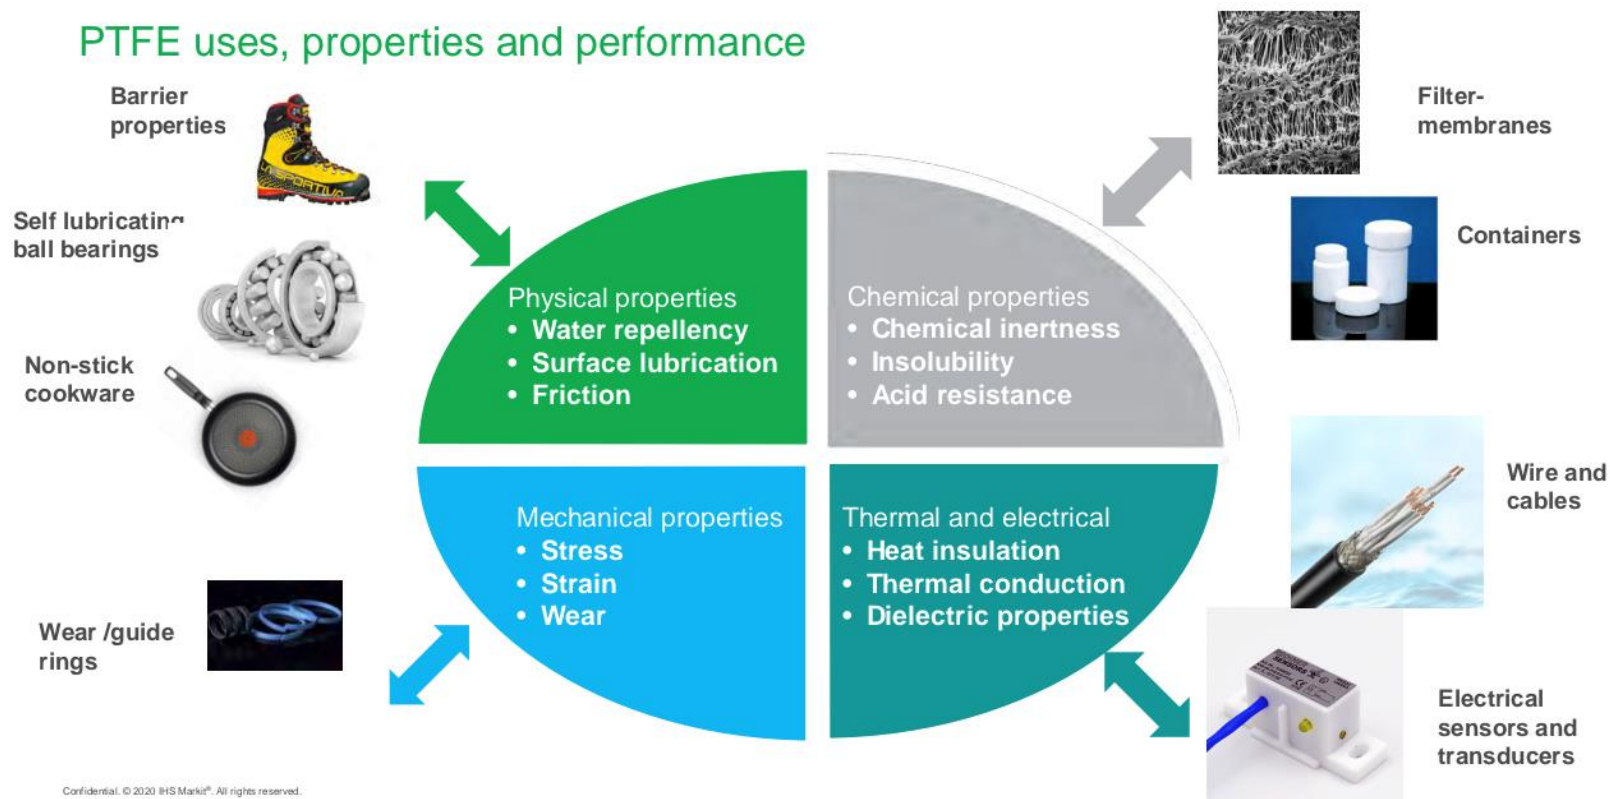 PTFE uses, properties and performance
Barrier
properties
LA SPORTIVA
Self lubricating
ball bearings
Non-stick
cookware
Wear /guide
rings
Physical properties
• Water repellency
• Surface lubrication
• Friction
Chemical properties
• Chemical inertness
• Insolubility
• Acid resistance
Mechanical properties
• Stress
• Strain
• Wear
Thermal and electrical
• Heat insulation
• Thermal conduction
• Dielectric properties
Filter-
membranes
Containers
Wire and
cables
SENSORS
Electrical
sensors and
transducers
Confidential. © 2020 IHS Markit®. All rights reserved.